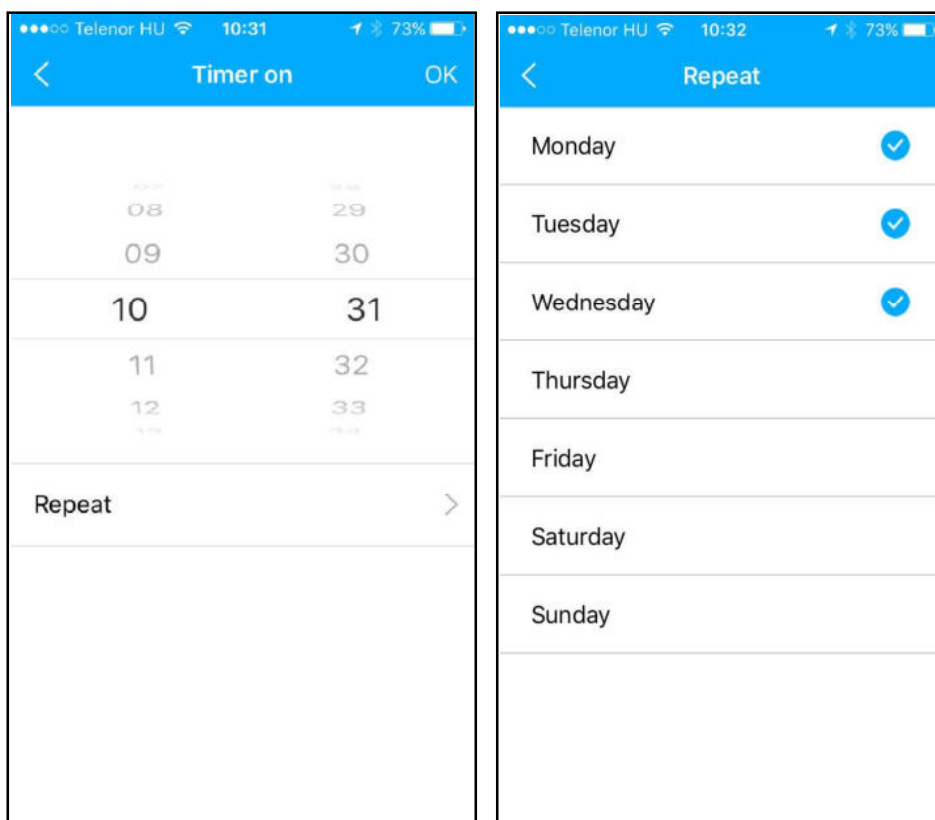 Telenor HU 10:31 73%
Timer on OK
08 29
09 30
10 31
11 32
12 33
Repeat
Telenor HU 10:32 73%
Repeat
Monday
Tuesday
Wednesday
Thursday
Friday
Saturday
Sunday